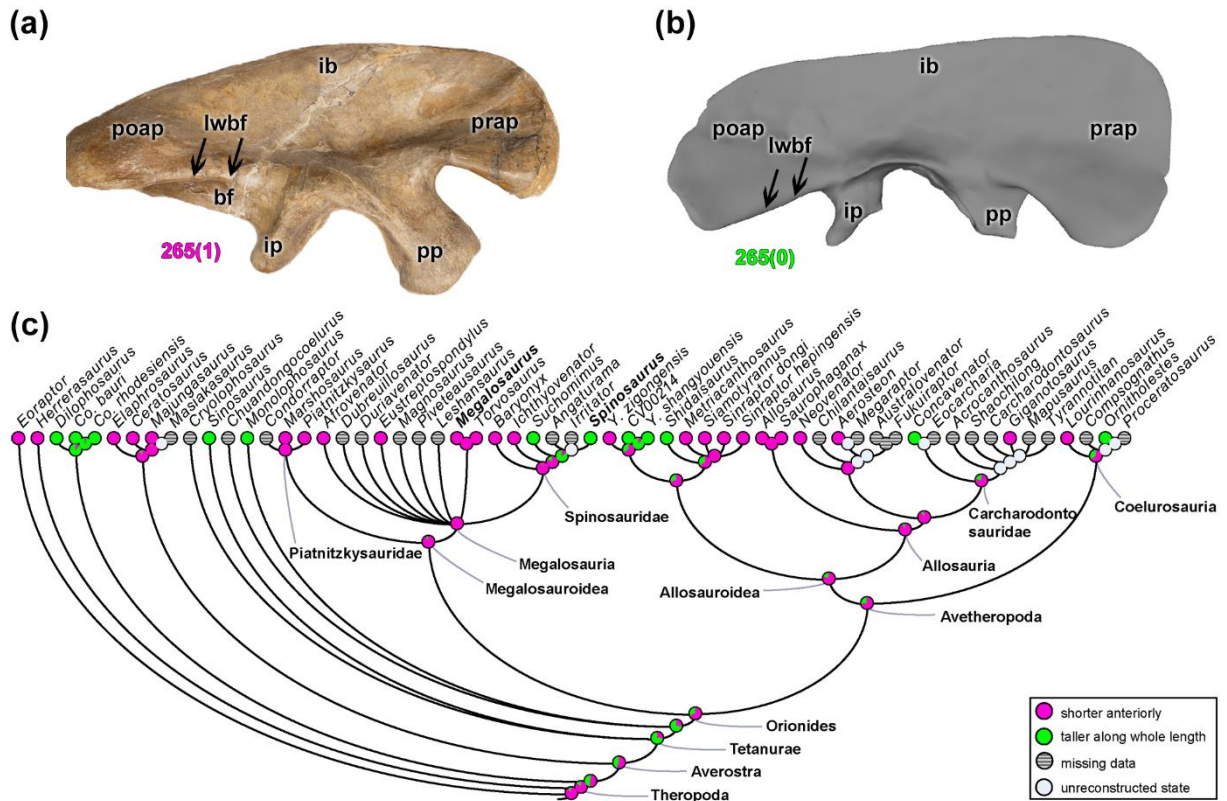 (a)
ib
poap
lwbf
prap
bf
265(1)
ip
pp
(b)
ib
poap
prap
lwbf
ip
pp
265(0)
(c)
Eoraptor
Herrerasaurus
Dilophosaurus
Co. bauri
Co. rhodesiensis
Elaphrosaurus
Ceratosaurus
Majungasaurus
Masiakasaurus
Cryolophosaurus
Sinosaurus
Chuandongocoelurus
Monolophosaurus
Condorraptor
Marshosaurus
Piatnitzkysaurus
Afrovenator
Dubreuillosaurus
Duriavenator
Eustreptospondylus
Magnosaurus
Piveteausaurus
Leshansaurus
Megalosaurus
Torvosaurus
Baryonyx
Ichthyovenator
Suchomimus
Angaturama
Irritator
Spinosaurus
Y. zigongensis
CV00214
Y. shangyouensis
Shidaisaurus
Metriacanthosaurus
Siamotyrannus
Sinraptor dongi
Sinraptor hepingensis
Allosaurus
Saurophaganax
Neovenator
Chilantaisaurus
Aerosteon
Megaraptor
Australovenator
Fukuiraptor
Concavenator
Eocarcharia
Acrocanthosaurus
Shaochilong
Carcharodontosaurus
Giganotosaurus
Mapusaurus
Tyrannotitan
Lourinhanosaurus
Compsognathus
Ornitholestes
Proceratosaurus
Spinosauridae
Piatnitzkysauridae
Megalosauria
Megalosauroidea
Carcharodonto
sauridae
Coelurosauria
Allosauria
Allosauroidea
Avetheropoda
Orionides
Tetanurae
Averostra
Theropoda
shorter anteriorly
taller along whole length
missing data
unreconstructed state